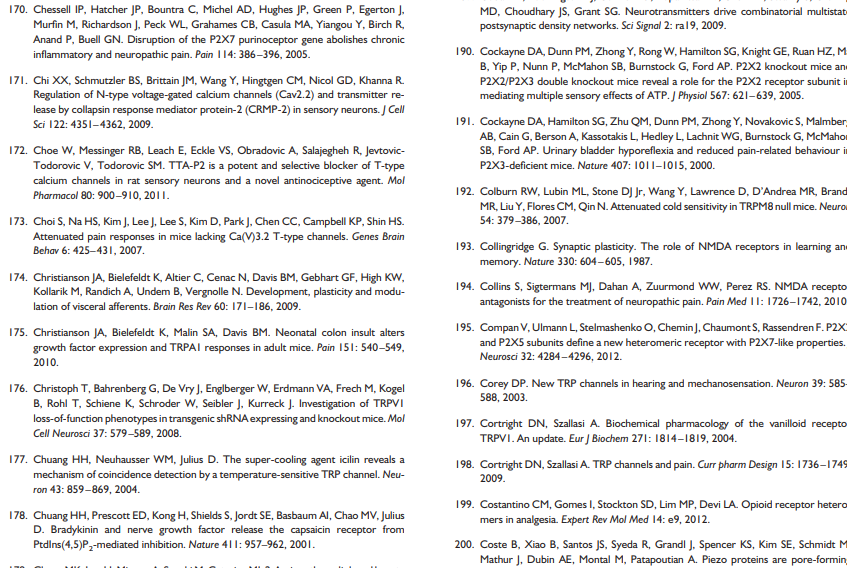 170. Chessell IP, Hatcher JP, Bountra C, Michel AD, Hughes JP, Green P, Egerton J,
Murfin M, Richardson J, Peck WL, Grahames CB, Casula MA, Yiangou Y, Birch R,
Anand P, Buell GN. Disruption of the P2X7 purinoceptor gene abolishes chronic
inflammatory and neuropathic pain. Pain 114: 386–396, 2005.
171. Chi XX, Schmutzler BS, Brittain JM, Wang Y, Hingtgen CM, Nicol GD, Khanna R.
Regulation of N-type voltage-gated calcium channels (Cav2.2) and transmitter re-
lease by collapsin response mediator protein-2 (CRMP-2) in sensory neurons. J Cell
Sci 122: 4351–4362, 2009.
172. Choe W, Messinger RB, Leach E, Eckle VS, Obradovic A, Salajegheh R, Jevtovic-
Todorovic V, Todorovic SM. TTA-P2 is a potent and selective blocker of T-type
calcium channels in rat sensory neurons and a novel antinociceptive agent. Mol
Pharmacol 80: 900–910, 2011.
173. Choi S, Na HS, Kim J, Lee J, Lee S, Kim D, Park J, Chen CC, Campbell KP, Shin HS.
Attenuated pain responses in mice lacking Ca(V)3.2 T-type channels. Genes Brain
Behav 6: 425–431, 2007.
174. Christianson JA, Bielefeldt K, Altier C, Cenac N, Davis BM, Gebhart GF, High KW,
Kollarik M, Randich A, Undem B, Vergnolle N. Development, plasticity and modu-
lation of visceral afferents. Brain Res Rev 60: 171–186, 2009.
175. Christianson JA, Bielefeldt K, Malin SA, Davis BM. Neonatal colon insult alters
growth factor expression and TRPA1 responses in adult mice. Pain 151: 540–549,
2010.
176. Christoph T, Bahrenberg G, De Vry J, Englberger W, Erdmann VA, Frech M, Kogel
B, Rohl T, Schiene K, Schroder W, Seibler J, Kurreck J. Investigation of TRPV1
loss-of-function phenotypes in transgenic shRNA expressing and knockout mice. Mol
Cell Neurosci 37: 579–589, 2008.
177. Chuang HH, Neuhausser WM, Julius D. The super-cooling agent icilin reveals a
mechanism of coincidence detection by a temperature-sensitive TRP channel. Neu-
ron 43: 859–869, 2004.
178. Chuang HH, Prescott ED, Kong H, Shields S, Jordt SE, Basbaum AI, Chao MV, Julius
D. Bradykinin and nerve growth factor release the capsaicin receptor from
PtdIns(4,5)P2-mediated inhibition. Nature 411: 957–962, 2001.
MD, Choudhary JS, Grant SG. Neurotransmitters drive combinatorial multistat
postsynaptic density networks. Sci Signal 2: ra19, 2009.
190. Cockayne DA, Dunn PM, Zhong Y, Rong W, Hamilton SG, Knight GE, Ruan HZ, M
B, Yip P, Nunn P, McMahon SB, Burnstock G, Ford AP. P2X2 knockout mice and
P2X2/P2X3 double knockout mice reveal a role for the P2X2 receptor subunit i
mediating multiple sensory effects of ATP. J Physiol 567: 621–639, 2005.
191. Cockayne DA, Hamilton SG, Zhu QM, Dunn PM, Zhong Y, Novakovic S, Malmber
AB, Cain G, Berson A, Kassotakis L, Hedley L, Lachnit WG, Burnstock G, McMaho
SB, Ford AP. Urinary bladder hyporeflexia and reduced pain-related behaviour i
P2X3-deficient mice. Nature 407: 1011–1015, 2000.
192. Colburn RW, Lubin ML, Stone DJ Jr, Wang Y, Lawrence D, D'Andrea MR, Brand
MR, Liu Y, Flores CM, Qin N. Attenuated cold sensitivity in TRPM8 null mice. Neuro
54: 379–386, 2007.
193. Collingridge G. Synaptic plasticity. The role of NMDA receptors in learning an
memory. Nature 330: 604–605, 1987.
194. Collins S, Sigtermans MJ, Dahan A, Zuurmond WW, Perez RS. NMDA recepto
antagonists for the treatment of neuropathic pain. Pain Med 11: 1726–1742, 2010
195. Compan V, Ulmann L, Stelmashenko O, Chemin J, Chaumont S, Rassendren F. P2X
and P2X5 subunits define a new heteromeric receptor with P2X7-like properties.
Neurosci 32: 4284–4296, 2012.
196. Corey DP. New TRP channels in hearing and mechanosensation. Neuron 39: 585–
588, 2003.
197. Cortright DN, Szallasi A. Biochemical pharmacology of the vanilloid recepto
TRPV1. An update. Eur J Biochem 271: 1814–1819, 2004.
198. Cortright DN, Szallasi A. TRP channels and pain. Curr pharm Design 15: 1736–1749
2009.
199. Costantino CM, Gomes I, Stockton SD, Lim MP, Devi LA. Opioid receptor hetero
mers in analgesia. Expert Rev Mol Med 14: e9, 2012.
200. Coste B, Xiao B, Santos JS, Syeda R, Grandl J, Spencer KS, Kim SE, Schmidt M
Mathur J, Dubin AE, Montal M, Patapoutian A. Piezo proteins are pore-formin